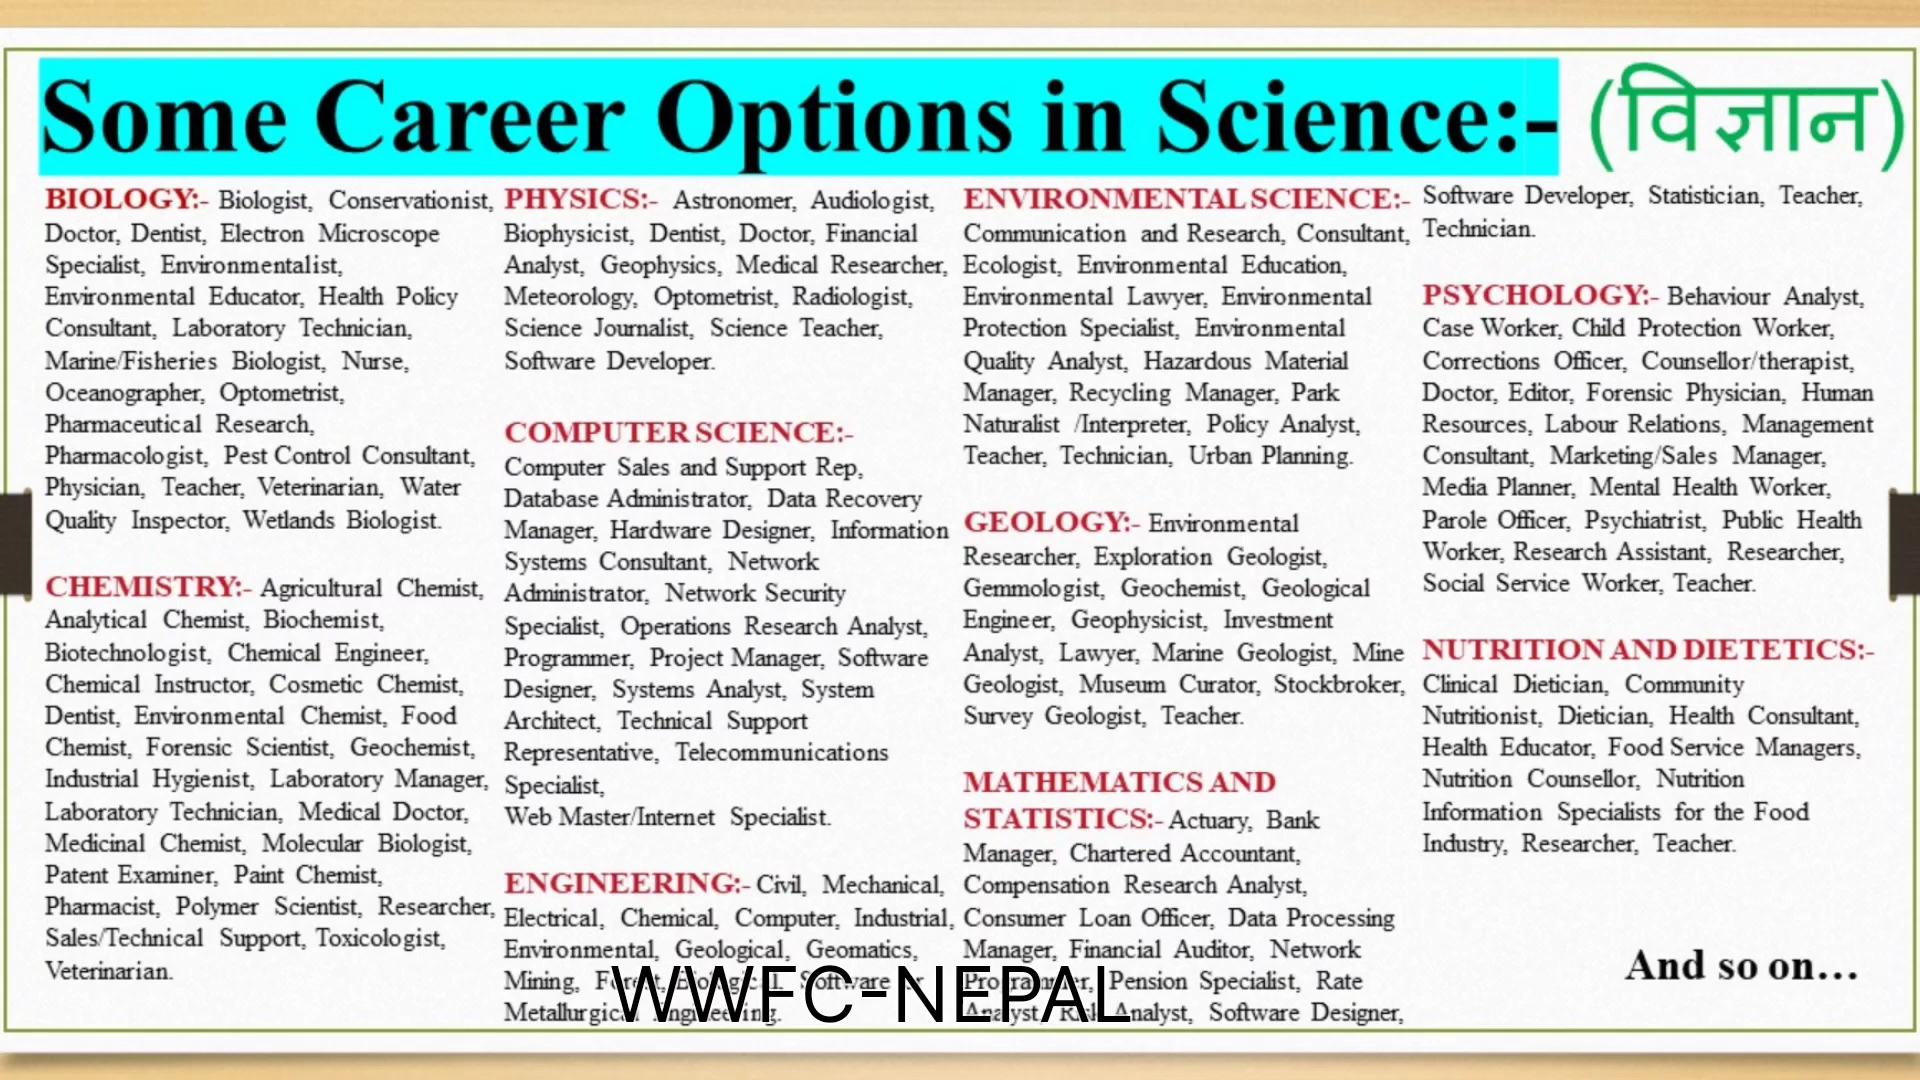 Some Career Options in Science:- (विज्ञान)
BIOLOGY:- Biologist, Conservationist,
Doctor, Dentist, Electron Microscope
Specialist, Environmentalist,
Environmental Educator, Health Policy
Consultant, Laboratory Technician,
Marine/Fisheries Biologist, Nurse,
Oceanographer, Optometrist,
Pharmaceutical Research,
Pharmacologist, Pest Control Consultant,
Physician, Teacher, Veterinarian, Water
Quality Inspector, Wetlands Biologist.
CHEMISTRY:- Agricultural Chemist,
Analytical Chemist, Biochemist,
Biotechnologist, Chemical Engineer,
Chemical Instructor, Cosmetic Chemist,
Dentist, Environmental Chemist, Food
Chemist, Forensic Scientist, Geochemist,
Industrial Hygienist, Laboratory Manager,
Laboratory Technician, Medical Doctor,
Medicinal Chemist, Molecular Biologist,
Patent Examiner, Paint Chemist,
Pharmacist, Polymer Scientist, Researcher,
Sales/Technical Support, Toxicologist,
Veterinarian.
PHYSICS:- Astronomer, Audiologist,
Biophysicist, Dentist, Doctor, Financial
Analyst, Geophysics, Medical Researcher,
Meteorology, Optometrist, Radiologist,
Science Journalist, Science Teacher,
Software Developer.
COMPUTER SCIENCE:-
Computer Sales and Support Rep,
Database Administrator, Data Recovery
Manager, Hardware Designer, Information
Systems Consultant, Network
Administrator, Network Security
Specialist, Operations Research Analyst,
Programmer, Project Manager, Software
Designer, Systems Analyst, System
Architect, Technical Support
Representative, Telecommunications
Specialist,
Web Master/Internet Specialist.
ENGINEERING:- Civil, Mechanical,
Electrical, Chemical, Computer, Industrial,
Environmental, Geological, Geomatics,
Mining, Forest, Biological, Software or
Metallurgical Engineering.
ENVIRONMENTAL SCIENCE:-
Communication and Research, Consultant,
Ecologist, Environmental Education,
Environmental Lawyer, Environmental
Protection Specialist, Environmental
Quality Analyst, Hazardous Material
Manager, Recycling Manager, Park
Naturalist /Interpreter, Policy Analyst,
Teacher, Technician, Urban Planning.
GEOLOGY:- Environmental
Researcher, Exploration Geologist,
Gemmologist, Geochemist, Geological
Engineer, Geophysicist, Investment
Analyst, Lawyer, Marine Geologist, Mine
Geologist, Museum Curator, Stockbroker,
Survey Geologist, Teacher.
MATHEMATICS AND
STATISTICS:- Actuary, Bank
Manager, Chartered Accountant,
Compensation Research Analyst,
Consumer Loan Officer, Data Processing
Manager, Financial Auditor, Network
Programmer, Pension Specialist, Rate
Analyst, Risk Analyst, Software Designer,
Software Developer, Statistician, Teacher,
Technician.
PSYCHOLOGY:- Behaviour Analyst,
Case Worker, Child Protection Worker,
Corrections Officer, Counsellor/therapist,
Doctor, Editor, Forensic Physician, Human
Resources, Labour Relations, Management
Consultant, Marketing/Sales Manager,
Media Planner, Mental Health Worker,
Parole Officer, Psychiatrist, Public Health
Worker, Research Assistant, Researcher,
Social Service Worker, Teacher.
NUTRITION AND DIETETICS:-
Clinical Dietician, Community
Nutritionist, Dietician, Health Consultant,
Health Educator, Food Service Managers,
Nutrition Counsellor, Nutrition
Information Specialists for the Food
Industry, Researcher, Teacher.
And so on…
WWFC-NEPAL